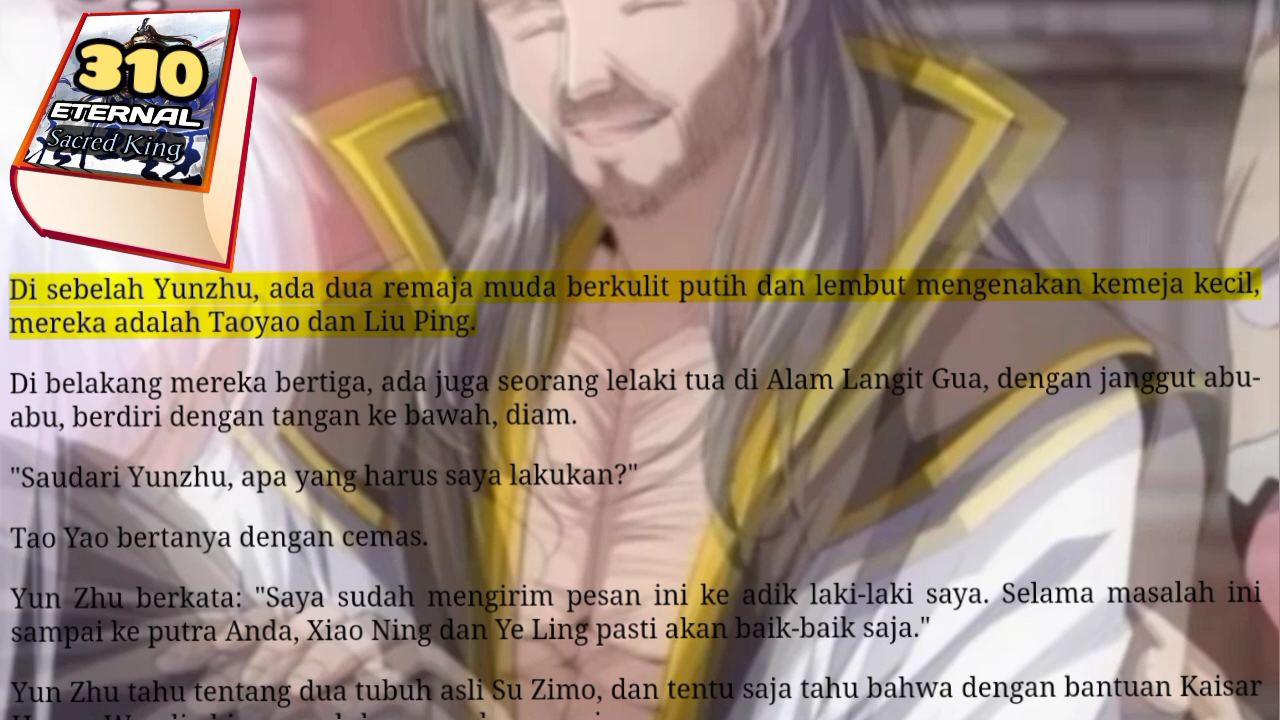 310
ETERNAL
Sacred King
Di sebelah Yunzhu, ada dua remaja muda berkulit putih dan lembut mengenakan kemeja kecil,
mereka adalah Taoyao dan Liu Ping.
Di belakang mereka bertiga, ada juga seorang lelaki tua di Alam Langit Gua, dengan janggut abu-
abu, berdiri dengan tangan ke bawah, diam.
"Saudari Yunzhu, apa yang harus saya lakukan?"
Tao Yao bertanya dengan cemas.
Yun Zhu berkata: "Saya sudah mengirim pesan ini ke adik laki-laki saya. Selama masalah ini
sampai ke putra Anda, Xiao Ning dan Ye Ling pasti akan baik-baik saja."
Yun Zhu tahu tentang dua tubuh asli Su Zimo, dan tentu saja tahu bahwa dengan bantuan Kaisar